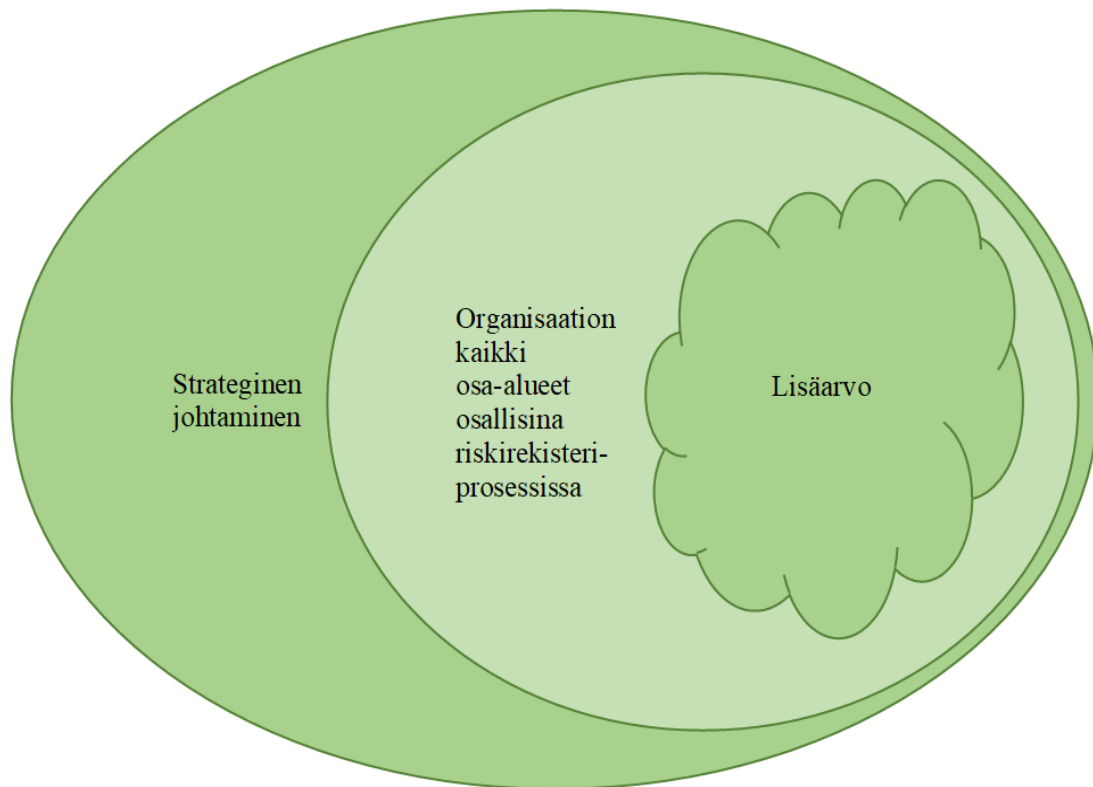 Strateginen
johtaminen
Organisaation
kaikki
osa-alueet
osallisina
riskirekisteri-
prosessissa
Lisäarvo